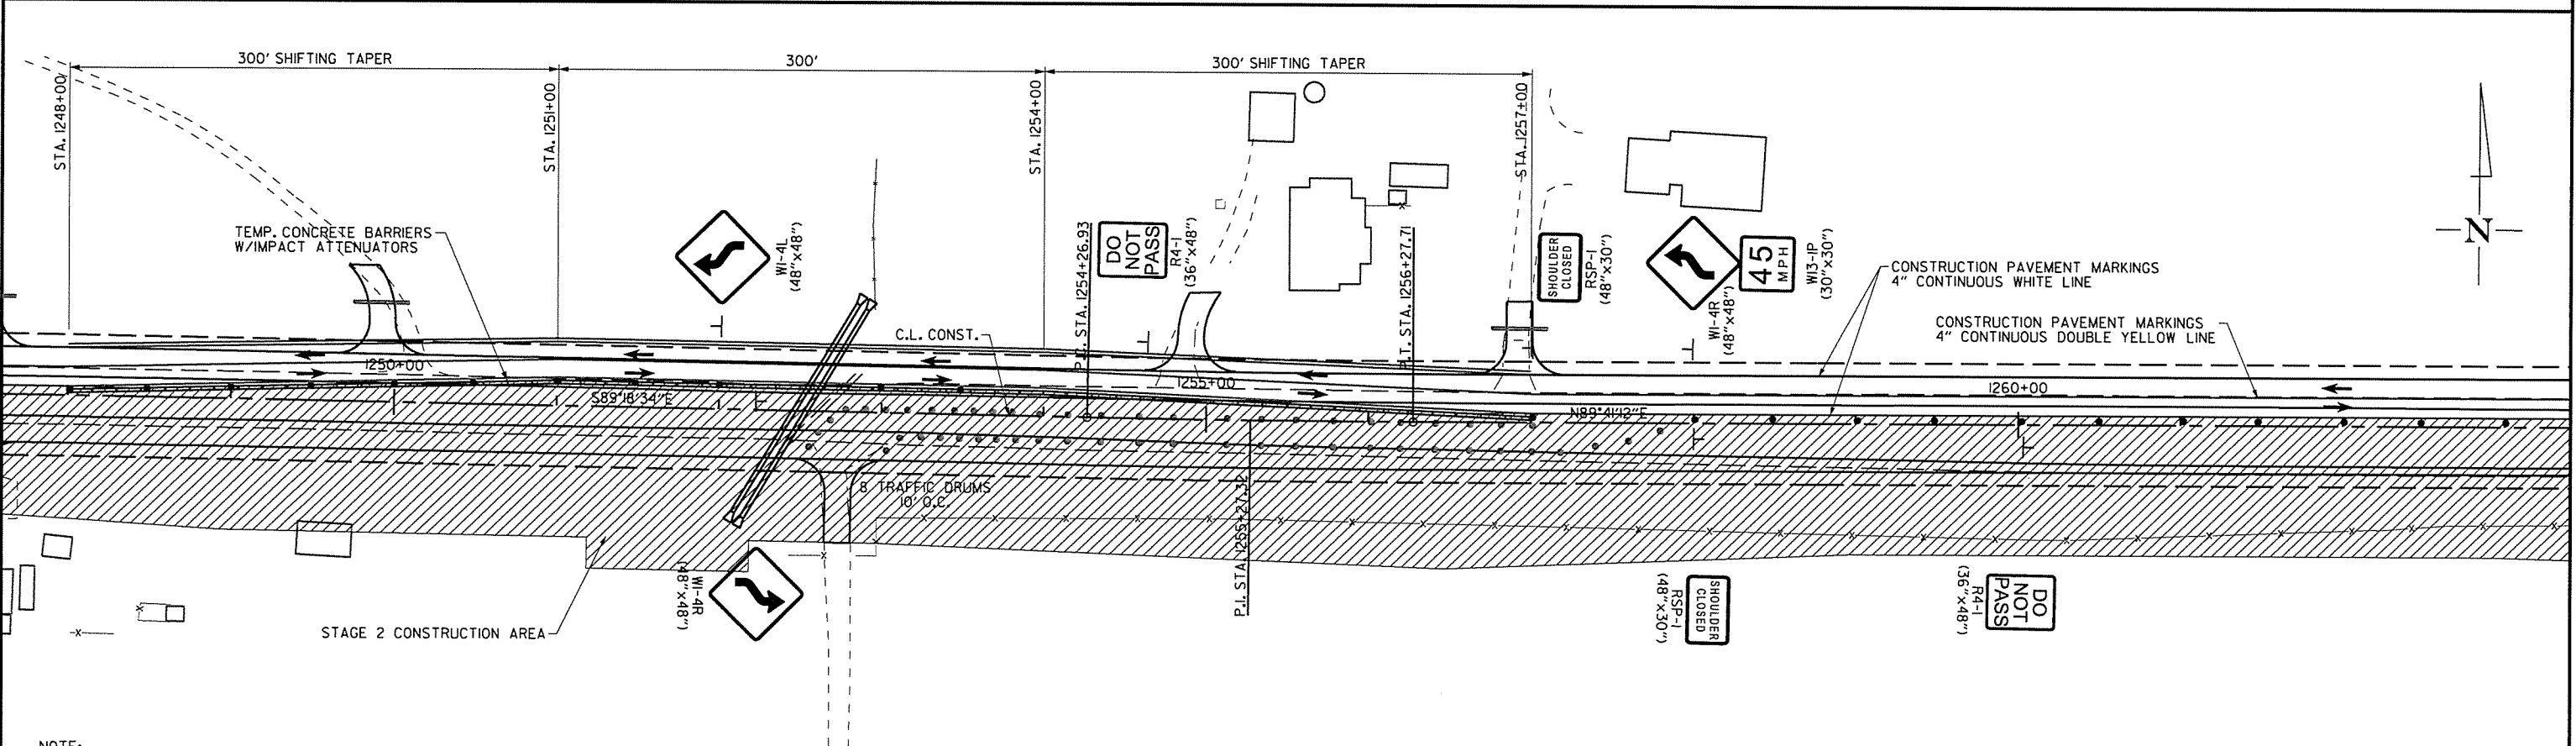 300' SHIFTING TAPER
300'
300' SHIFTING TAPER
STA. 1248+00
STA. 1251+00
STA. 1254+00
STA. 1257+00
TEMP. CONCRETE BARRIERS
W/IMPACT ATTENUATORS
W1-4L
(48"x48")
P.C. STA. 1254+26.93
DO
NOT
PASS
R4-1
(36"x48")
P.T. STA. 1256+27.71
SHOULDER
CLOSED
RSP-1
(48"x30")
W1-4R
(48"x48")
45
MPH
W13-1P
(30"x30")
CONSTRUCTION PAVEMENT MARKINGS
4" CONTINUOUS WHITE LINE
CONSTRUCTION PAVEMENT MARKINGS
4" CONTINUOUS DOUBLE YELLOW LINE
N
C.L. CONST.
1250+00
1255+00
1260+00
S89°18'34"E
N89°41'12"E
8 TRAFFIC DRUMS
10' O.C.
P.I. STA. 1255+27.32
STAGE 2 CONSTRUCTION AREA
W1-4R
(48"x48")
SHOULDER
CLOSED
RSP-1
(48"x30")
DO
NOT
PASS
R4-1
(36"x48")
NOTE: